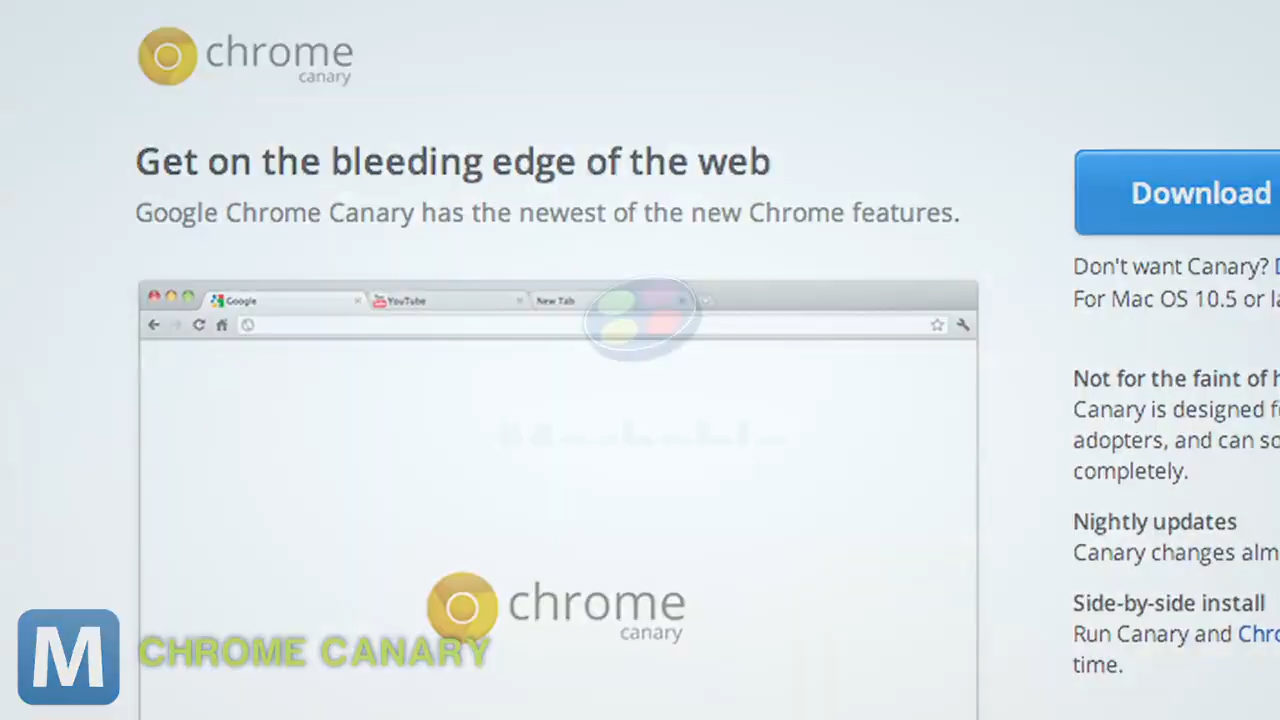 chrome
canary
Get on the bleeding edge of the web
Google Chrome Canary has the newest of the new Chrome features.
Download
Don't want Canary?
For Mac OS 10.5 or
Google
YouTube
New Tab
Not for the faint of
Canary is designed
adopters, and can
completely.
Nightly updates
Canary changes
Side-by-side install
Run Canary and
time.
chrome
canary
M
CHROME CANARY